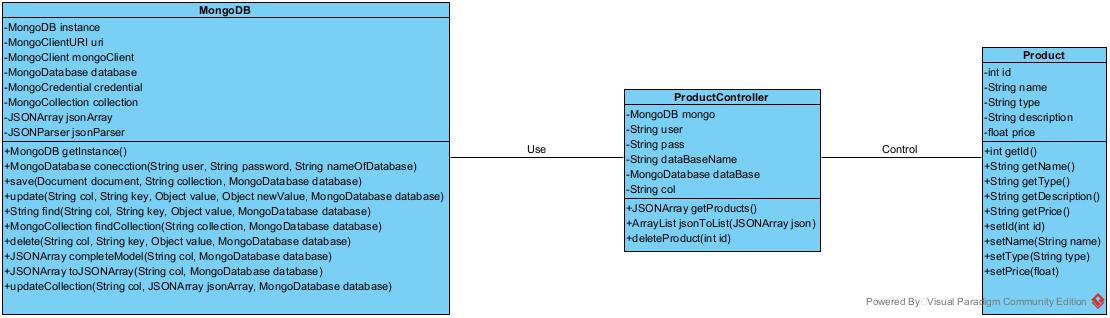 MongoDB
-MongoDB instance
-MongoClientURI uri
-MongoClient mongoClient
-MongoDatabase database
-MongoCredential credential
-MongoCollection collection
-JSONArray jsonArray
-JSONParser jsonParser
+MongoDB getInstance()
+MongoDatabase conecction(String user, String password, String nameOfDatabase)
+save(Document document, String collection, MongoDatabase database)
+update(String col, String key, Object value, Object newValue, MongoDatabase database)
+String find(String col, String key, Object value, MongoDatabase database)
+MongoCollection findCollection(String collection, MongoDatabase database)
+delete(String col, String key, Object value, MongoDatabase database)
+JSONArray completeModel(String col, MongoDatabase database)
+JSONArray toJSONArray(String col, MongoDatabase database)
+updateCollection(String col, JSONArray jsonArray, MongoDatabase database)
Use
ProductController
-MongoDB mongo
-String user
-String pass
-String dataBaseName
-MongoDatabase dataBase
-String col
+JSONArray getProducts()
+ArrayList jsonToList(JSONArray json)
+deleteProduct(int id)
Control
Product
-int id
-String name
-String type
-String description
-float price
+int getId()
+String getName()
+String getType()
+String getDescription()
+String getPrice()
+setId(int id)
+setName(String name)
+setType(String type)
+setPrice(float)
Powered By Visual Paradigm Community Edition